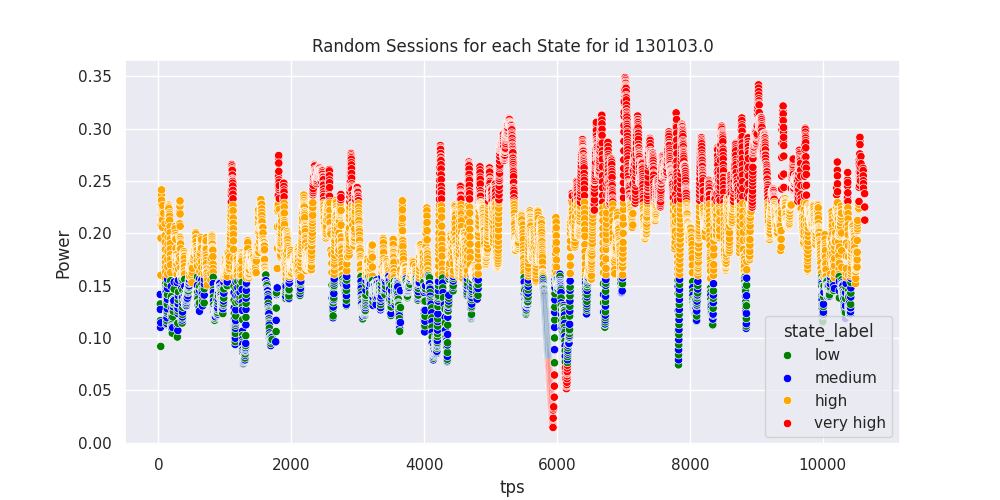 Random Sessions for each State for id 130103.0
Power
0.35
0.30
0.25
0.20
0.15
0.10
0.05
0.00
0
2000
4000
6000
8000
10000
tps
state_label
low
medium
high
very high